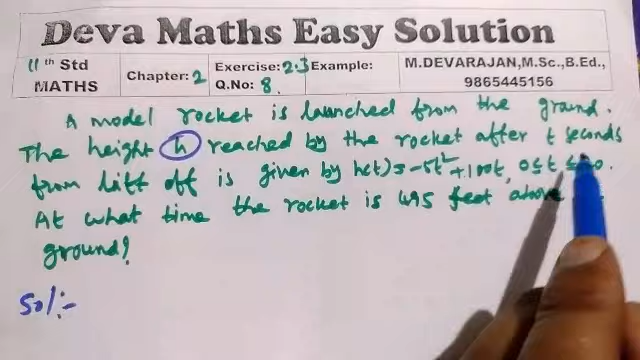 Deva Maths Easy Solution
11th Std MATHS
Chapter: 2
Exercise: 2.3 Example:
Q.No: 8.
M.DEVARAJAN,M.Sc.,B.Ed.,
9865445156
A model rocket is launched from the ground.
The height h reached by the rocket after t seconds
from lift off is given by h(t) = -5t² + 100t, 0≤t≤
At what time the rocket is 495 feet above
ground?
Sol:-